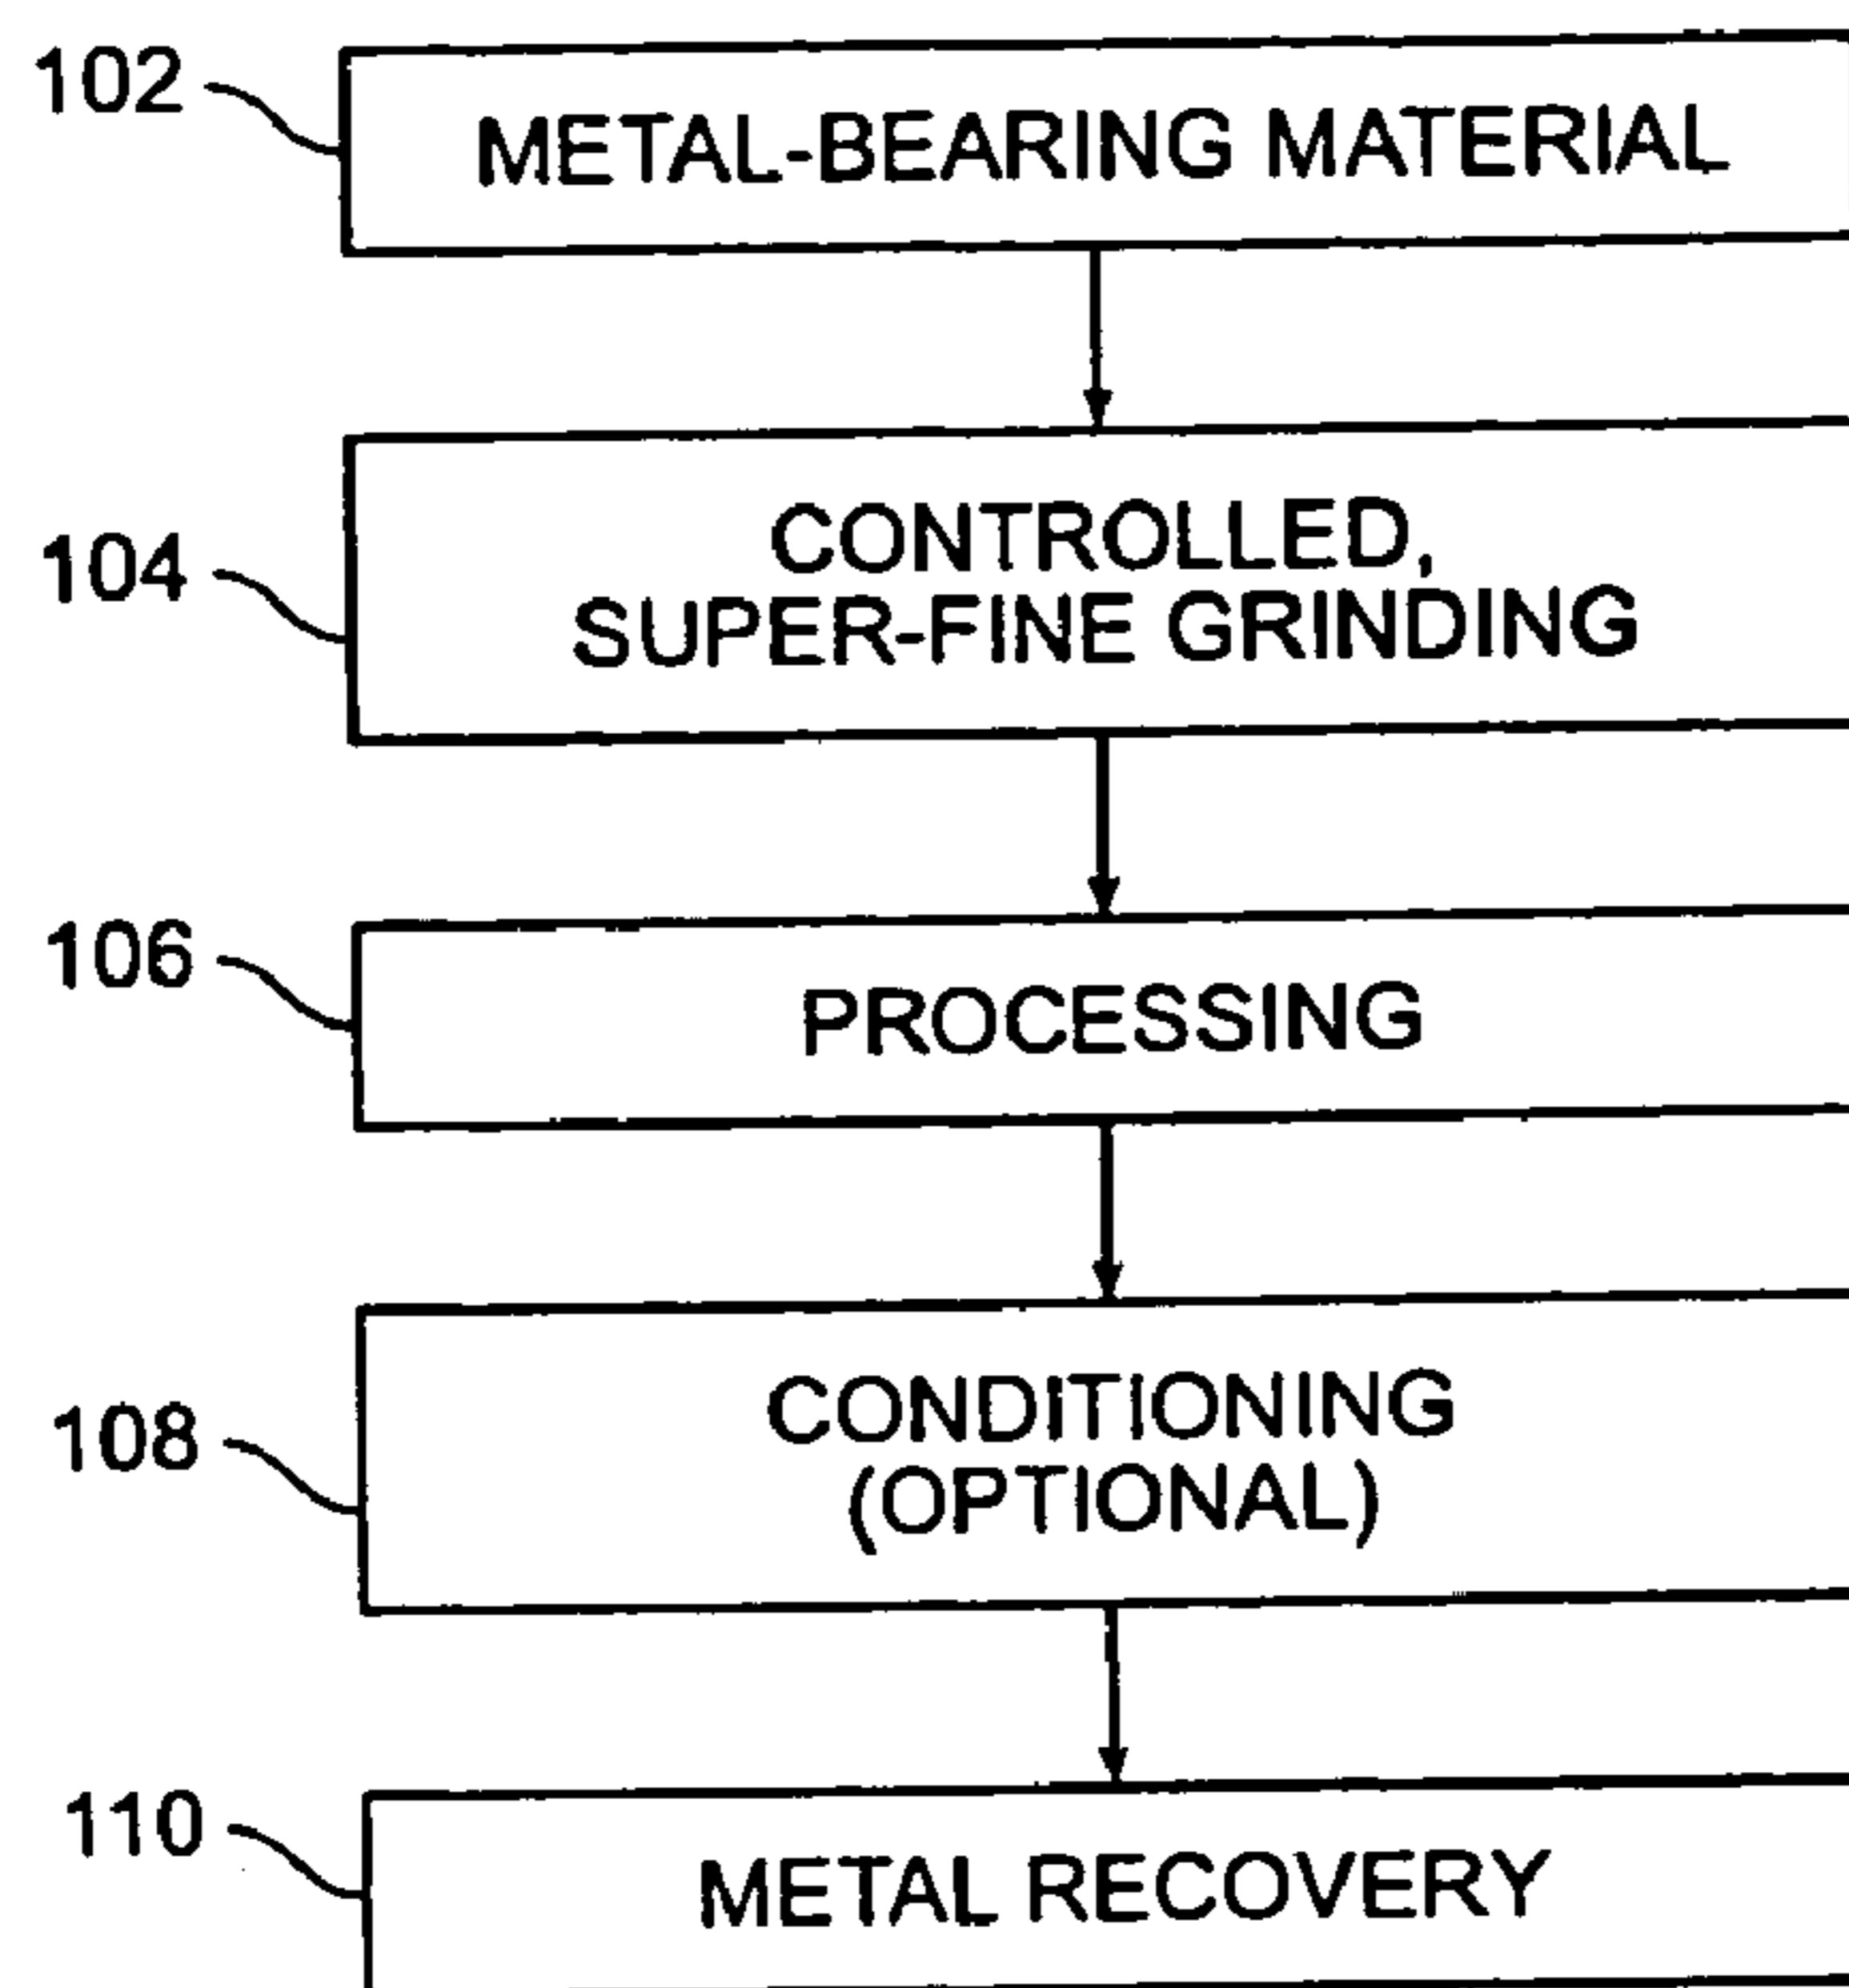 102
METAL-BEARING MATERIAL
104
CONTROLLED,
SUPER-FINE GRINDING
106
PROCESSING
108
CONDITIONING
(OPTIONAL)
110
METAL RECOVERY